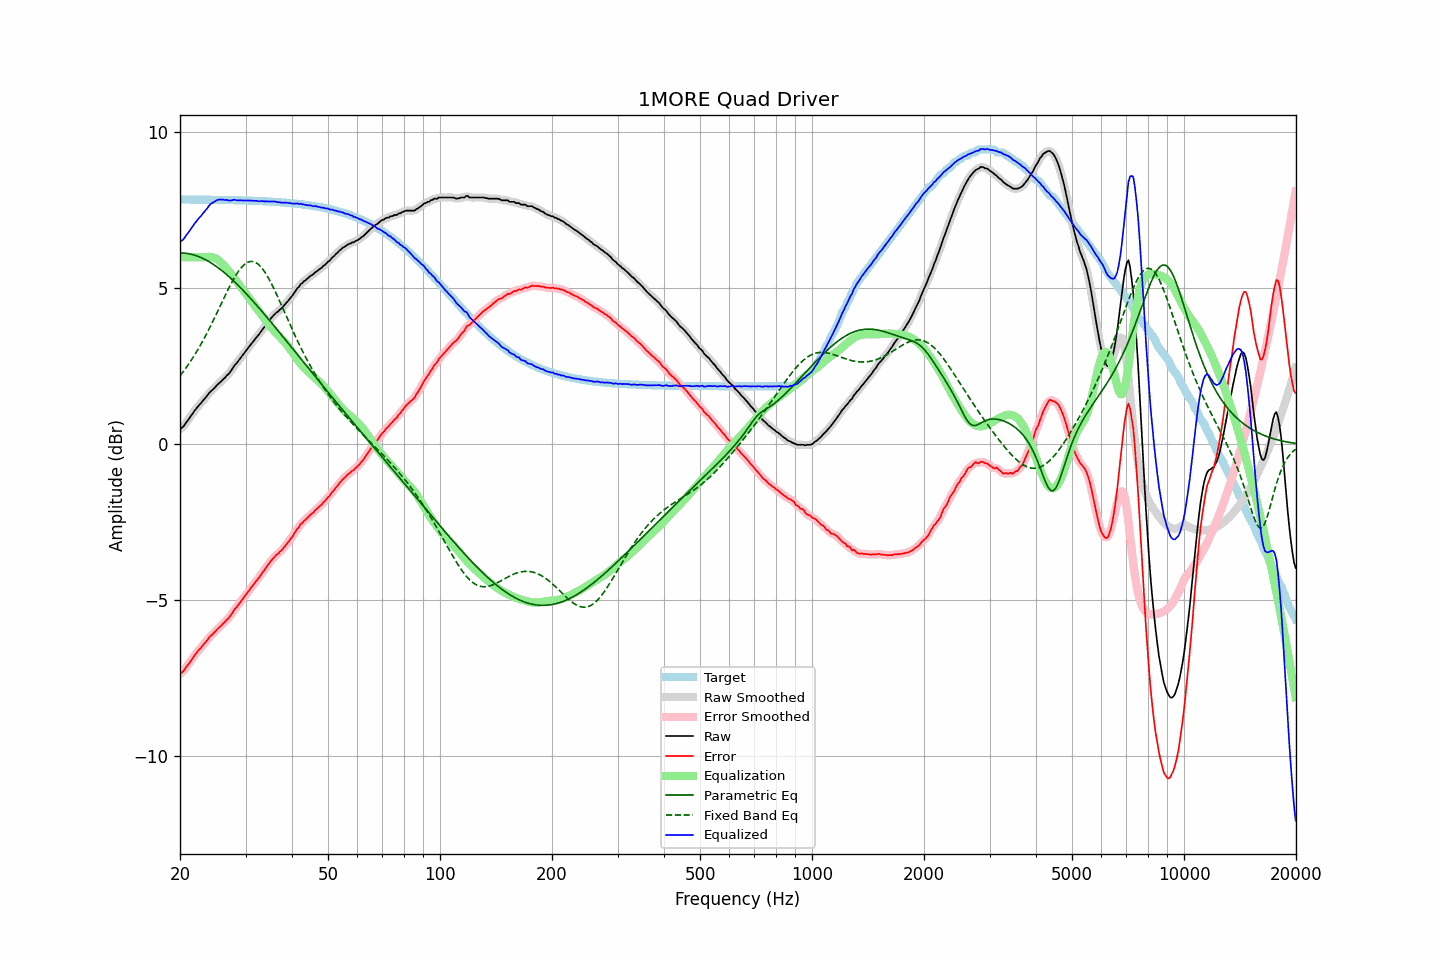 1MORE Quad Driver
Amplitude (dBr)
10
5
0
−5
−10
Target
Raw Smoothed
Error Smoothed
Raw
Error
Equalization
Parametric Eq
Fixed Band Eq
Equalized
20
50
100
200
500
1000
2000
5000
10000
20000
Frequency (Hz)